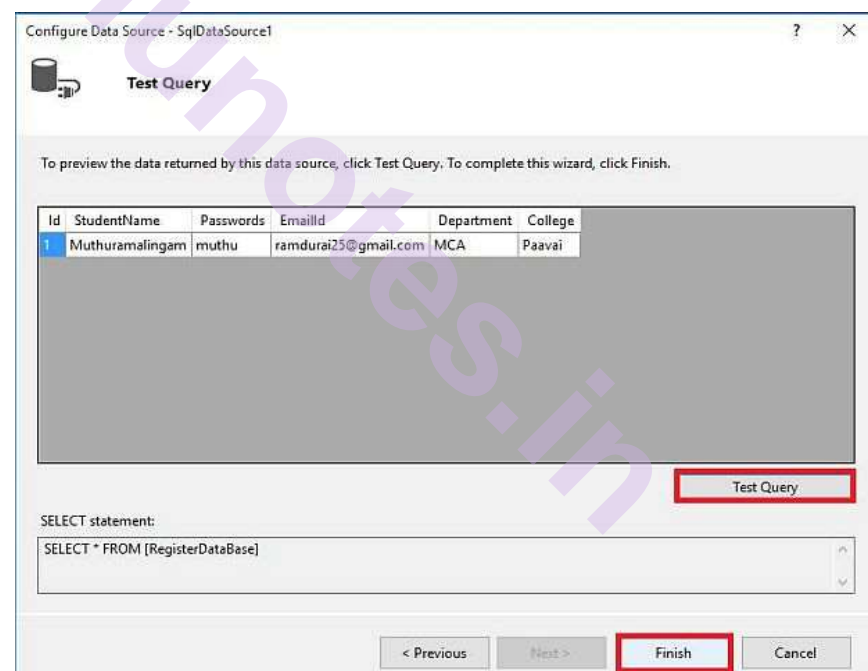 Configure Data Source - SqlDataSource1 ?
Test Query
To preview the data returned by this data source, click Test Query. To complete this wizard, click Finish.
Id StudentName Passwords EmailId Department College
1 Muthuramalingam muthu ramdurai25@gmail.com MCA Paavai
Test Query
SELECT statement:
SELECT * FROM [RegisterDataBase]
< Previous Next > Finish Cancel
unotes.in